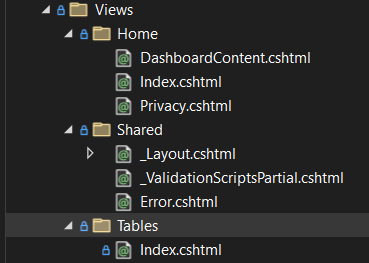 Views
Home
DashboardContent.cshtml
Index.cshtml
Privacy.cshtml
Shared
_Layout.cshtml
_ValidationScriptsPartial.cshtml
Error.cshtml
Tables
Index.cshtml